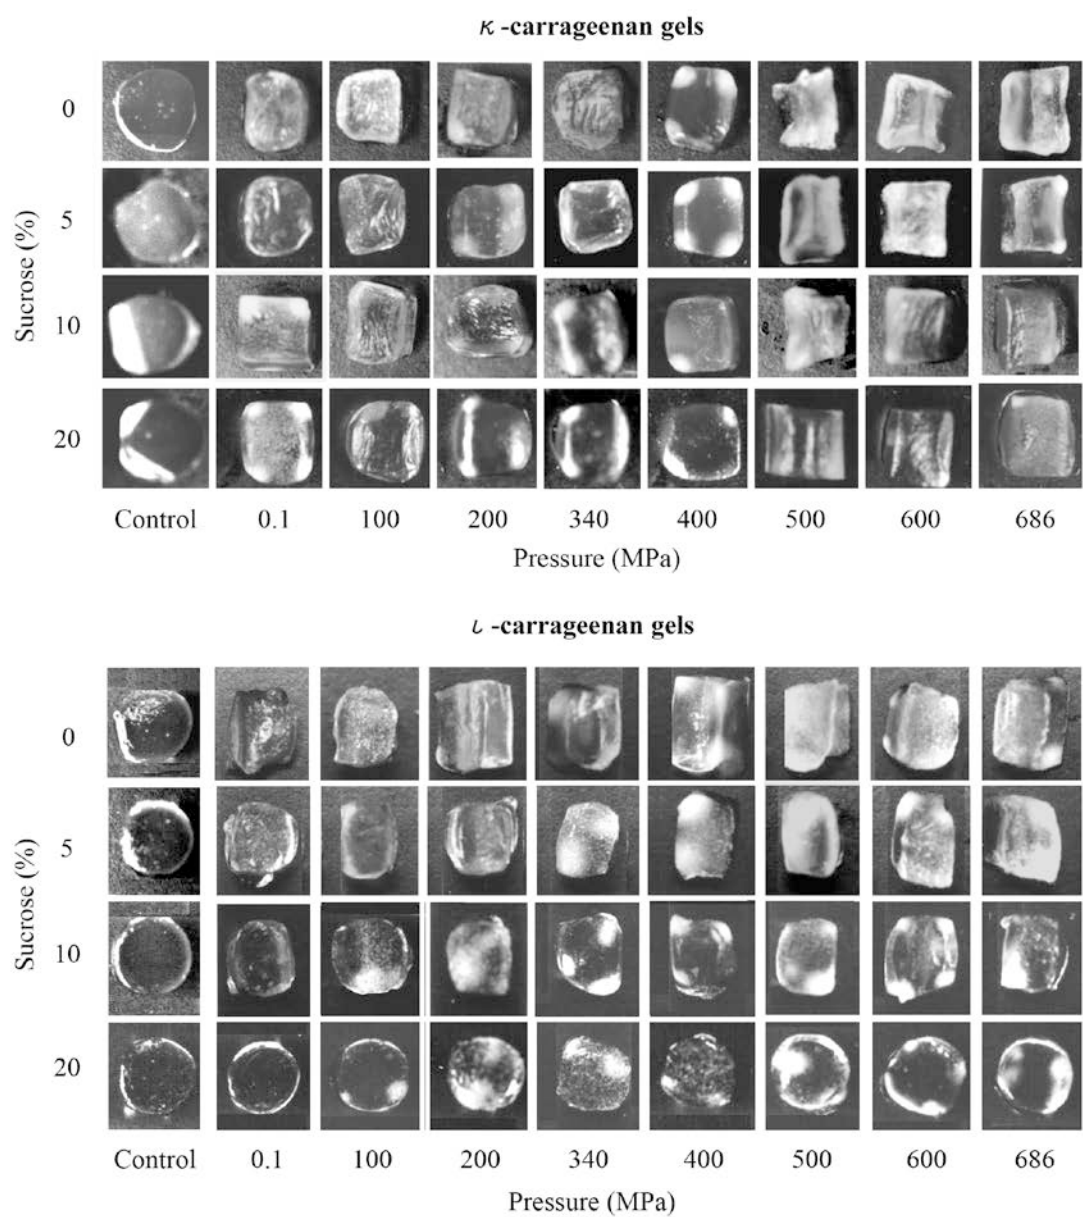 κ -carrageenan gels
0
5
10
20
Sucrose (%)
Control 0.1 100 200 340 400 500 600 686
Pressure (MPa)
ι -carrageenan gels
0
5
10
20
Sucrose (%)
Control 0.1 100 200 340 400 500 600 686
Pressure (MPa)